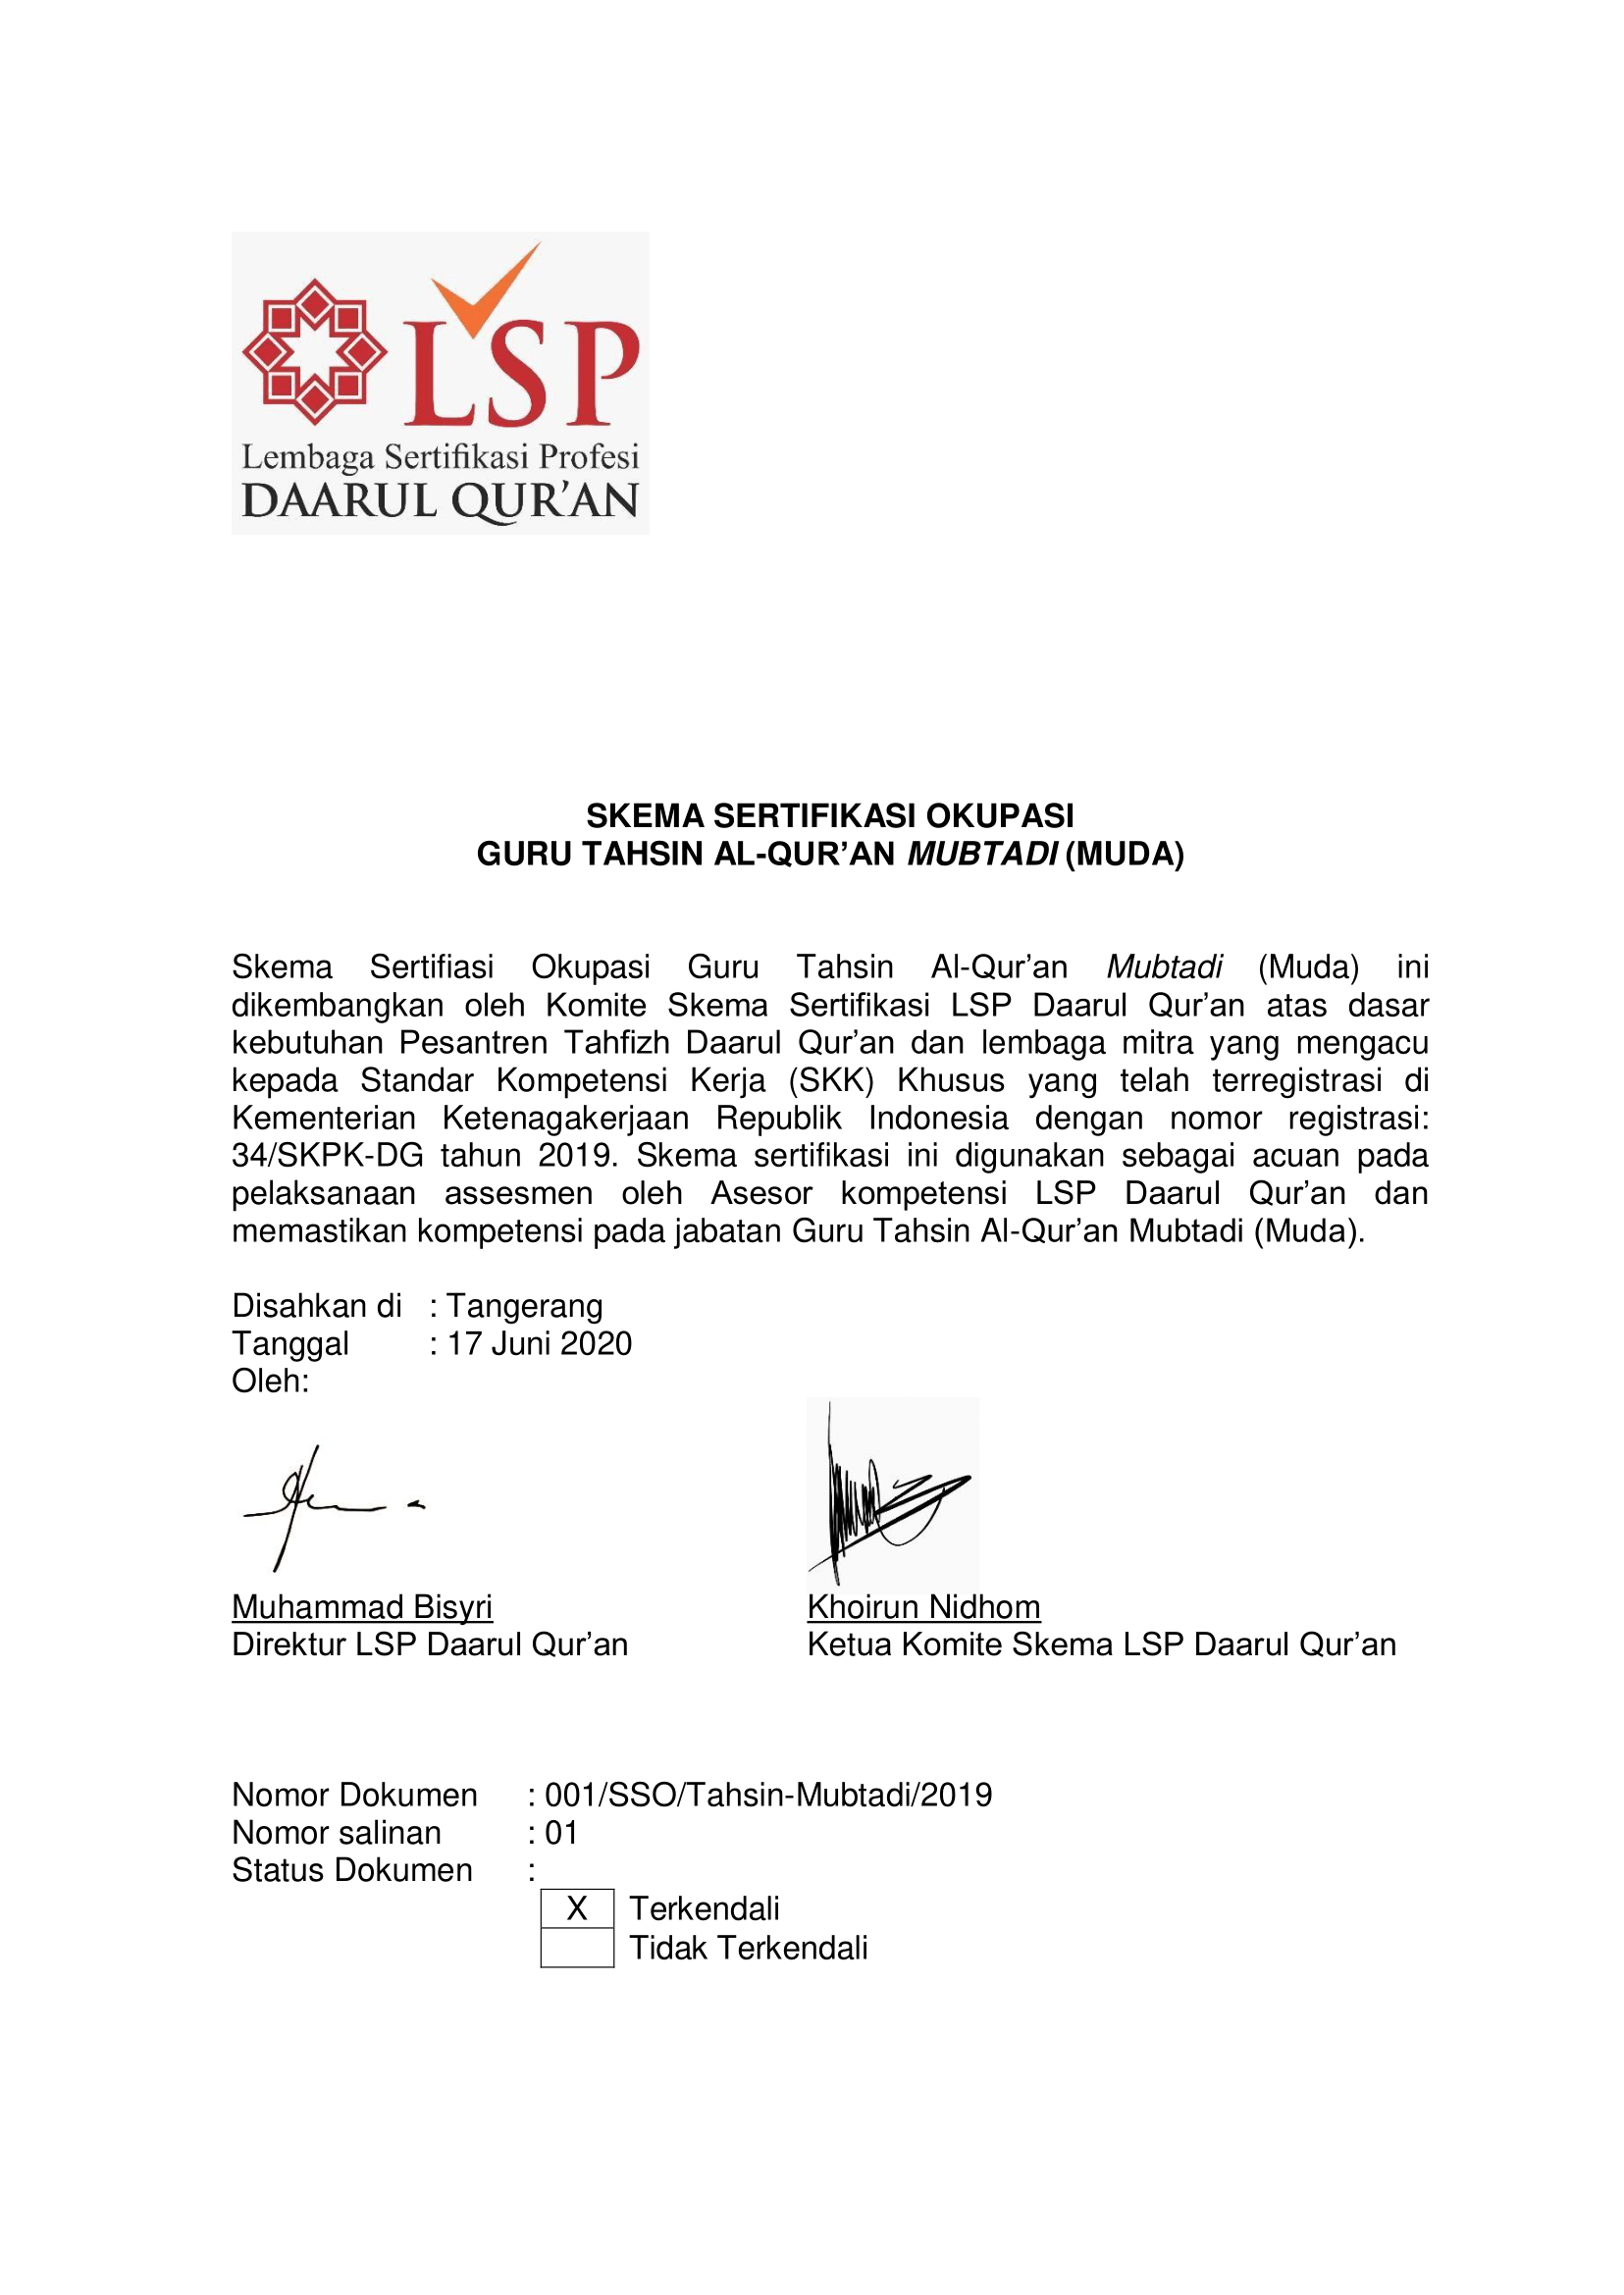 LSP
Lembaga Sertifikasi Profesi
DAARUL QUR’AN
SKEMA SERTIFIKASI OKUPASI
GURU TAHSIN AL-QUR’AN MUBTADI (MUDA)
Skema Sertifiasi Okupasi Guru Tahsin Al-Qur’an Mubtadi (Muda) ini
dikembangkan oleh Komite Skema Sertifikasi LSP Daarul Qur’an atas dasar
kebutuhan Pesantren Tahfizh Daarul Qur’an dan lembaga mitra yang mengacu
kepada Standar Kompetensi Kerja (SKK) Khusus yang telah terregistrasi di
Kementerian Ketenagakerjaan Republik Indonesia dengan nomor registrasi:
34/SKPK-DG tahun 2019. Skema sertifikasi ini digunakan sebagai acuan pada
pelaksanaan assesmen oleh Asesor kompetensi LSP Daarul Qur’an dan
memastikan kompetensi pada jabatan Guru Tahsin Al-Qur’an Mubtadi (Muda).
Disahkan di : Tangerang
Tanggal : 17 Juni 2020
Oleh:
Muhammad Bisyri Khoirun Nidhom
Direktur LSP Daarul Qur’an Ketua Komite Skema LSP Daarul Qur’an
Nomor Dokumen : 001/SSO/Tahsin-Mubtadi/2019
Nomor salinan : 01
Status Dokumen :
X Terkendali
Tidak Terkendali